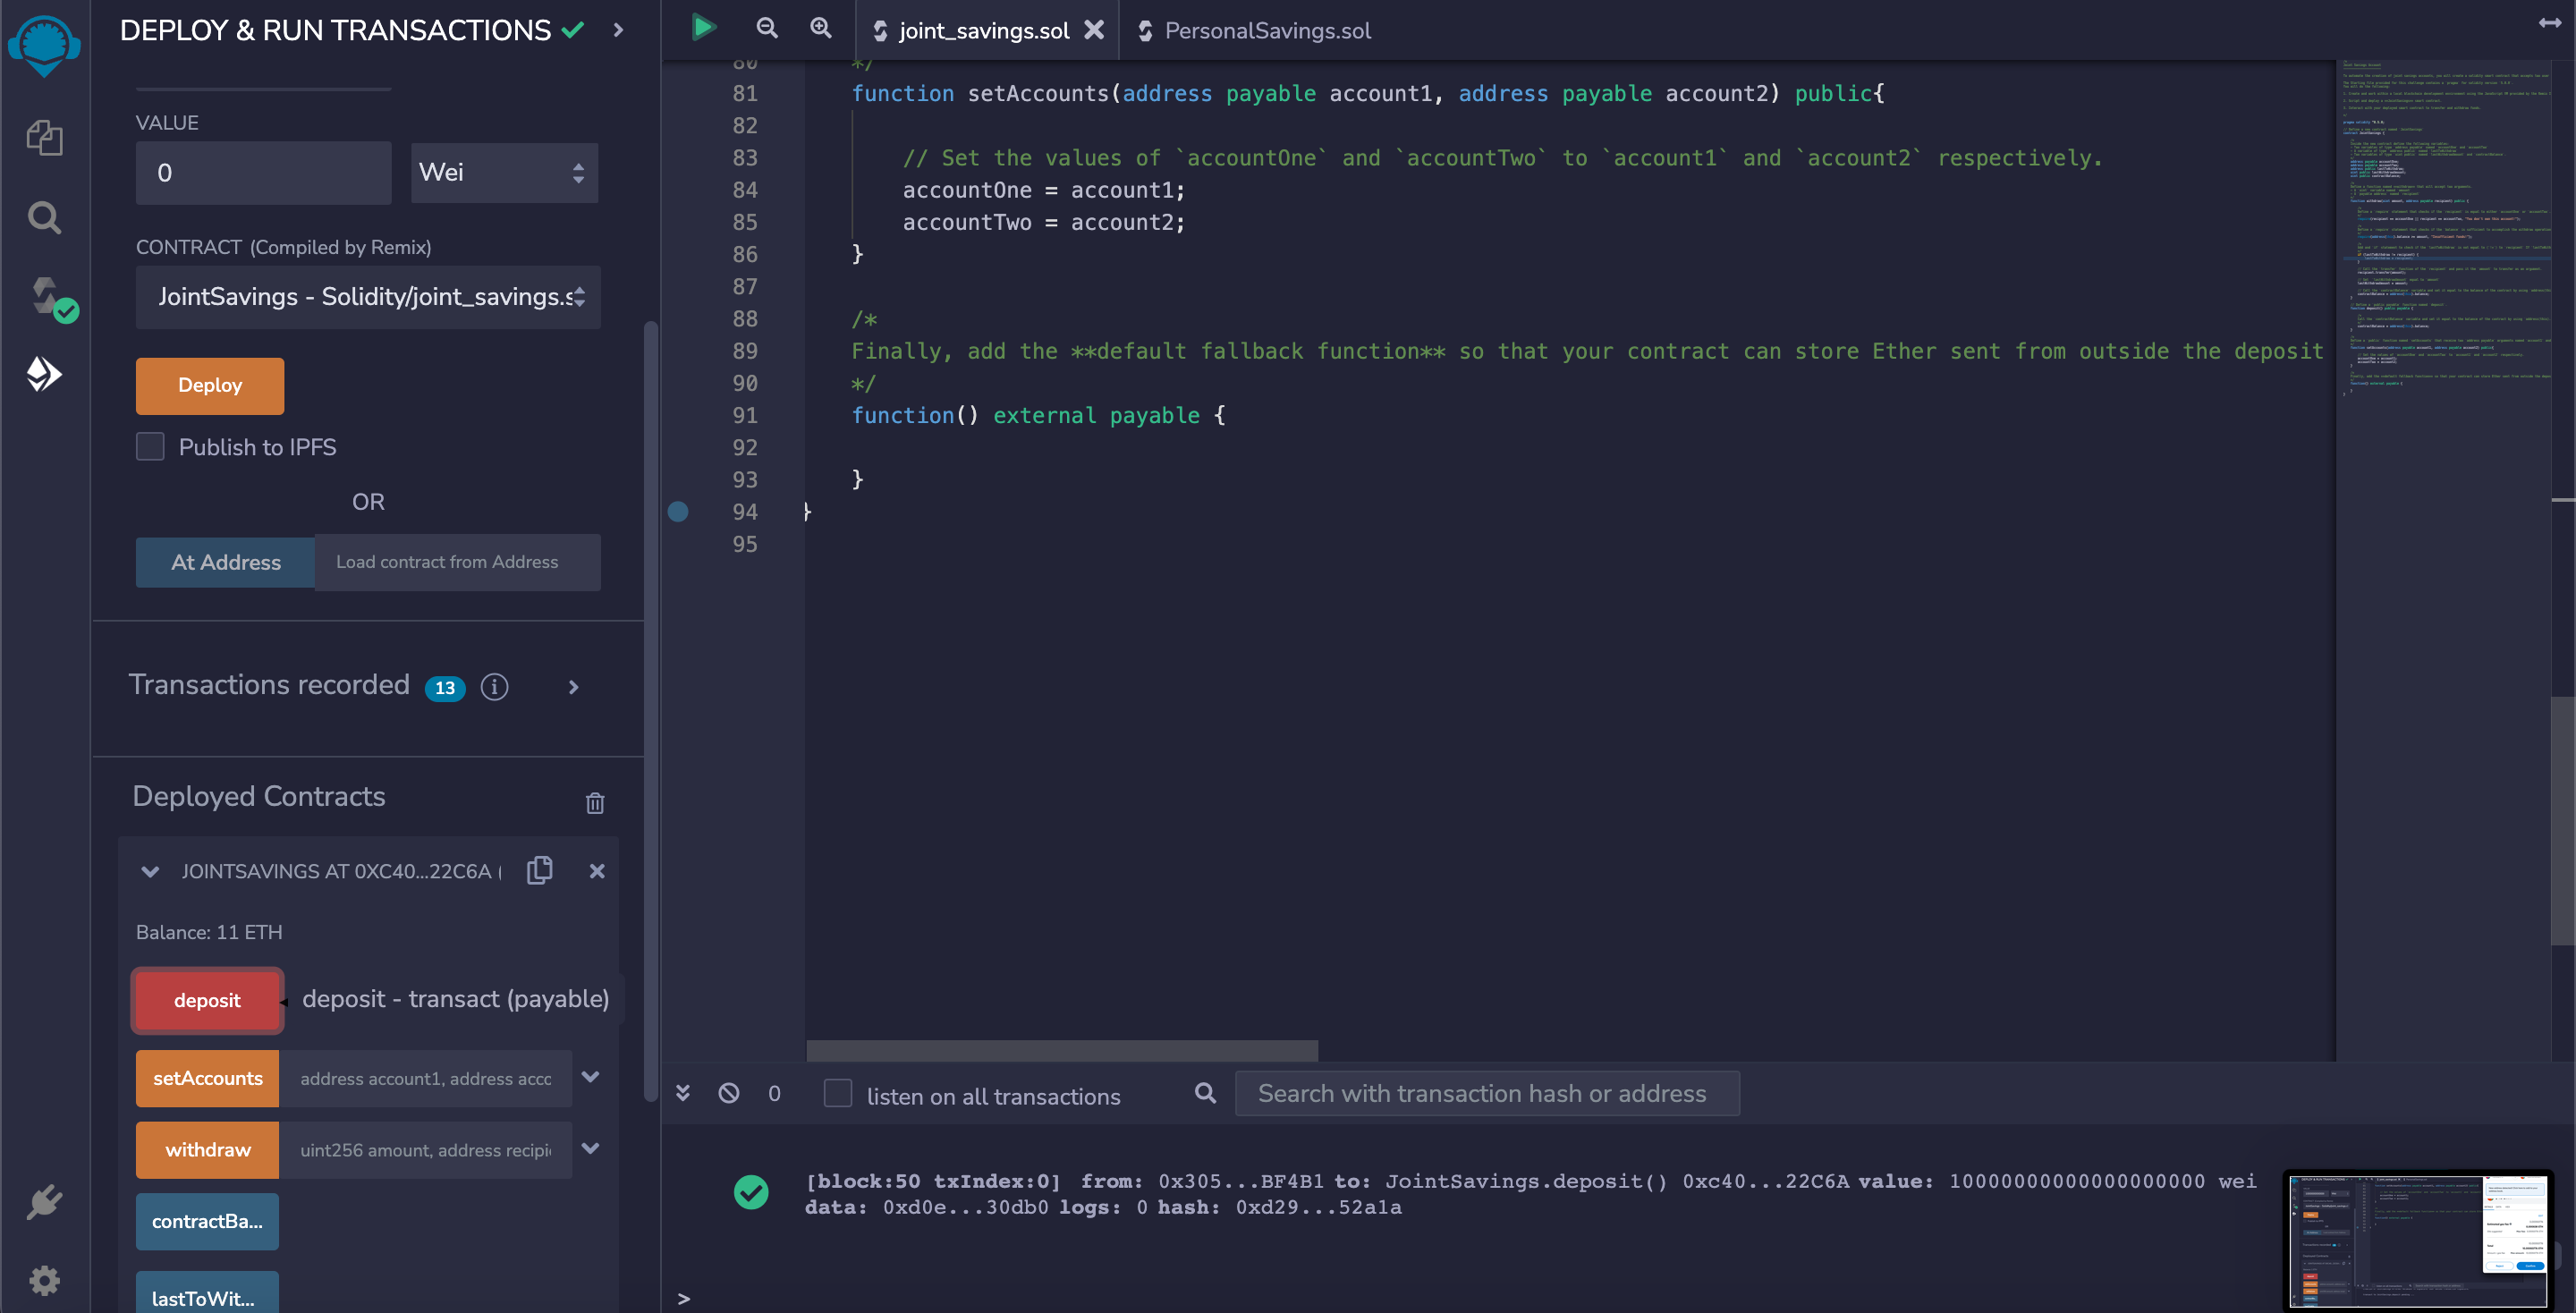 DEPLOY & RUN TRANSACTIONS
VALUE
0
Wei
CONTRACT (Compiled by Remix)
JointSavings - Solidity/joint_savings.s
Deploy
Publish to IPFS
OR
At Address
Load contract from Address
Transactions recorded 13 i
Deployed Contracts
JOINTSAVINGS AT 0XC40...22C6A (
Balance: 11 ETH
deposit
deposit - transact (payable)
setAccounts
address account1, address acco
withdraw
uint256 amount, address recipi
contractBa...
lastToWit...
joint_savings.sol
PersonalSavings.sol
80 */
81 function setAccounts(address payable account1, address payable account2) public{
82
83 // Set the values of `accountOne` and `accountTwo` to `account1` and `account2` respectively.
84 accountOne = account1;
85 accountTwo = account2;
86 }
87
88 /*
89 Finally, add the **default fallback function** so that your contract can store Ether sent from outside the deposit
90 */
91 function() external payable {
92
93 }
94 }
95
0
listen on all transactions
Search with transaction hash or address
[block:50 txIndex:0] from: 0x305...BF4B1 to: JointSavings.deposit() 0xc40...22C6A value: 10000000000000000000 wei
data: 0xd0e...30db0 logs: 0 hash: 0xd29...52a1a
>